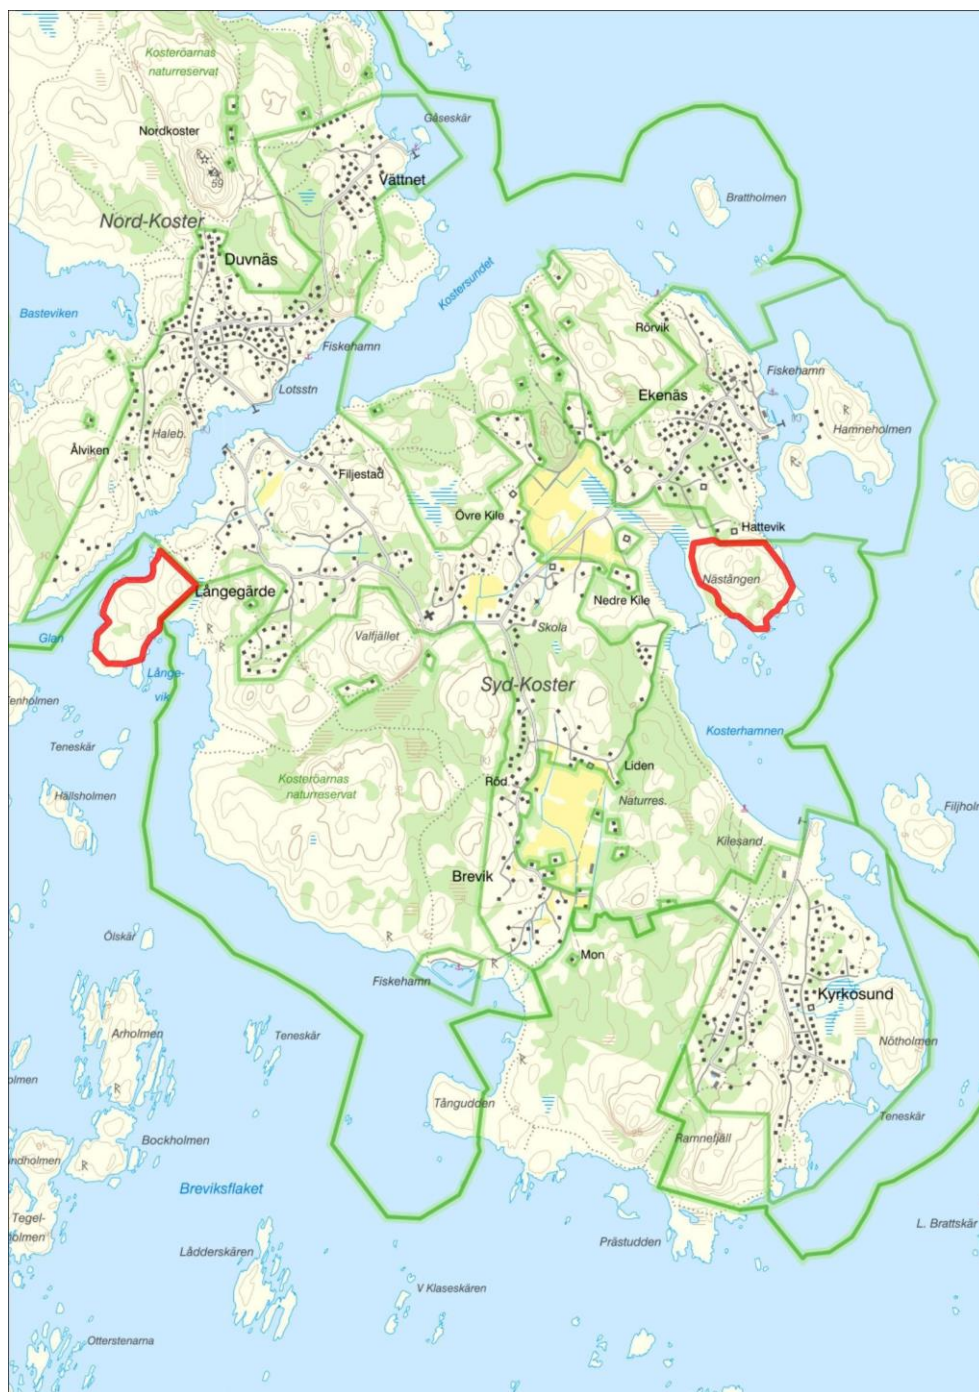 Kosteröarnas
naturreservat
Gåseskär
Nordkoster
Vättnet
59
Brattholmen
Nord-Koster
Duvnäs
Kostersundet
Basteviken
Rörvik
Fiskehamn
Fiskehamn
Lotsstn
Ekenäs
Hamneholmen
R
Haleb.
Ålviken
R
Filjestad
Övre Kile
Hattevik
Nästången
Långegärde
Nedre Kile
Glan
R
Valfjället
Skola
Långe-
vik
Syd-Koster
Teneskär
Kosterhamnen
Kosteröarnas
naturreservat
Röd
Liden
Hällsholmen
Naturres.
Filjholm
Kilesand
Brevik
R
Ölskär
Mon
Fiskehamn
R
Kyrkosund
Arholmen
Teneskär
Nötholmen
R
R
Tångudden
Teneskär
Bockholmen
Ramnefjäll
R
Breviksflaket
Tegel-
holmen
L. Brattskär
Prästudden
Lådderskären
V Klaseskären
Otterstenarna